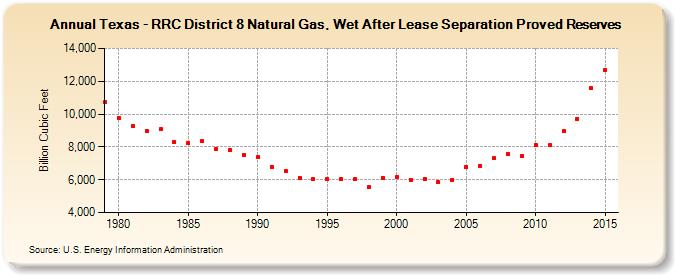 Annual Texas - RRC District 8 Natural Gas, Wet After Lease Separation Proved Reserves
Billion Cubic Feet
14,000
12,000
10,000
8,000
6,000
4,000
1980 1985 1990 1995 2000 2005 2010 2015
Source: U.S. Energy Information Administration